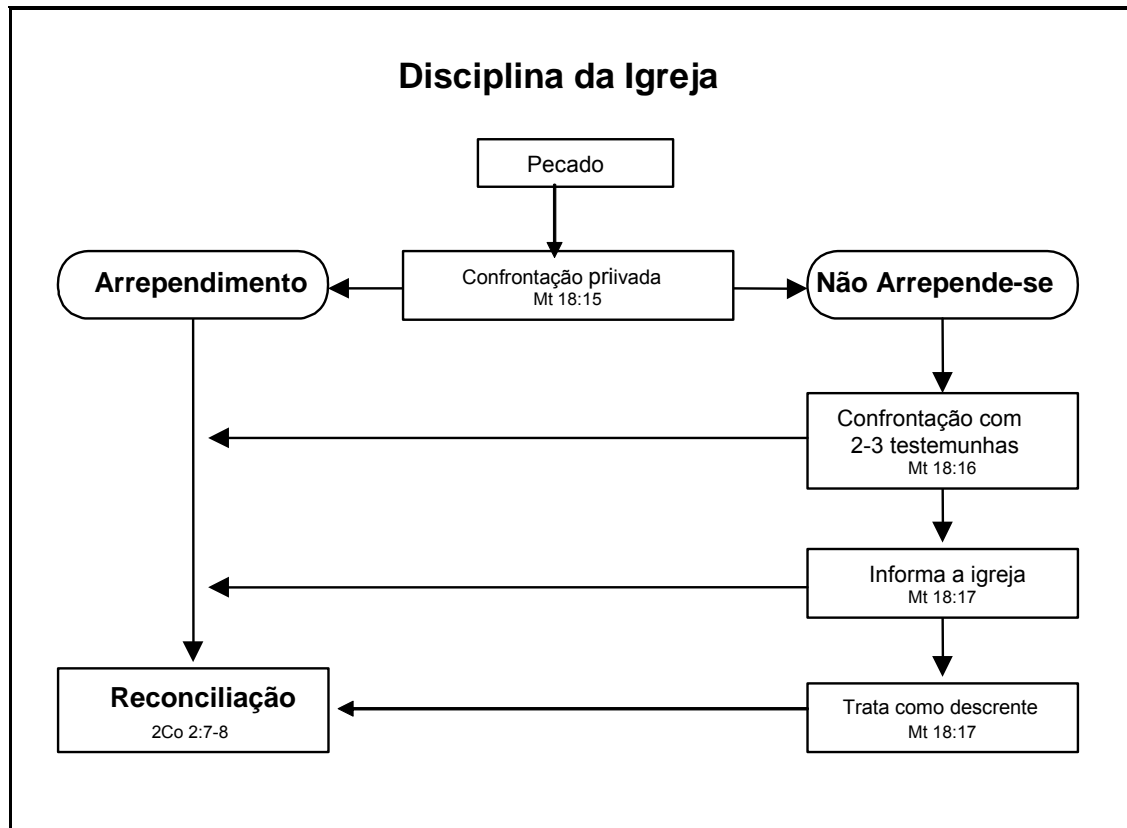 Disciplina da Igreja
Pecado
Arrependimento
Confrontação priivada
Mt 18:15
Não Arrepende-se
Confrontação com
2-3 testemunhas
Mt 18:16
Informa a igreja
Mt 18:17
Reconciliação
2Co 2:7-8
Trata como descrente
Mt 18:17